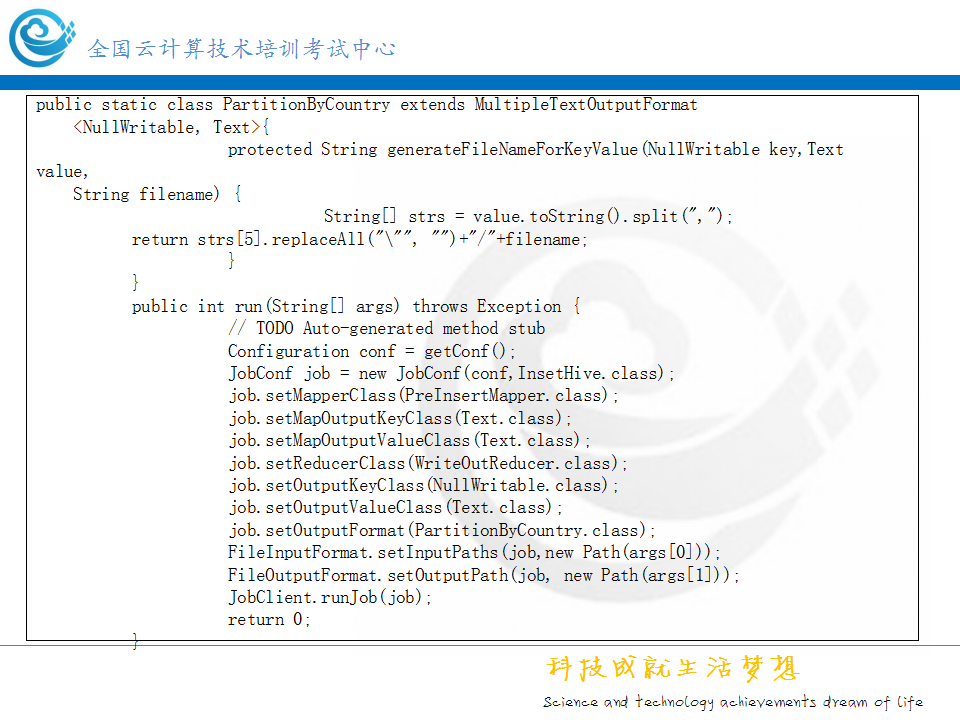 全国云计算技术培训考试中心
public static class PartitionByCountry extends MultipleTextOutputFormat
<NullWritable, Text>{
protected String generateFileNameForKeyValue(NullWritable key,Text
value,
String filename) {
String[] strs = value.toString().split(",");
return strs[5].replaceAll("\"", "")+"/"+filename;
}
}
public int run(String[] args) throws Exception {
// TODO Auto-generated method stub
Configuration conf = getConf();
JobConf job = new JobConf(conf,InsetHive.class);
job.setMapperClass(PreInsertMapper.class);
job.setMapOutputKeyClass(Text.class);
job.setMapOutputValueClass(Text.class);
job.setReducerClass(WriteOutReducer.class);
job.setOutputKeyClass(NullWritable.class);
job.setOutputValueClass(Text.class);
job.setOutputFormat(PartitionByCountry.class);
FileInputFormat.setInputPaths(job,new Path(args[0]));
FileOutputFormat.setOutputPath(job, new Path(args[1]));
JobClient.runJob(job);
return 0;
}
科技成就生活梦想
Science and technology achievements dream of life